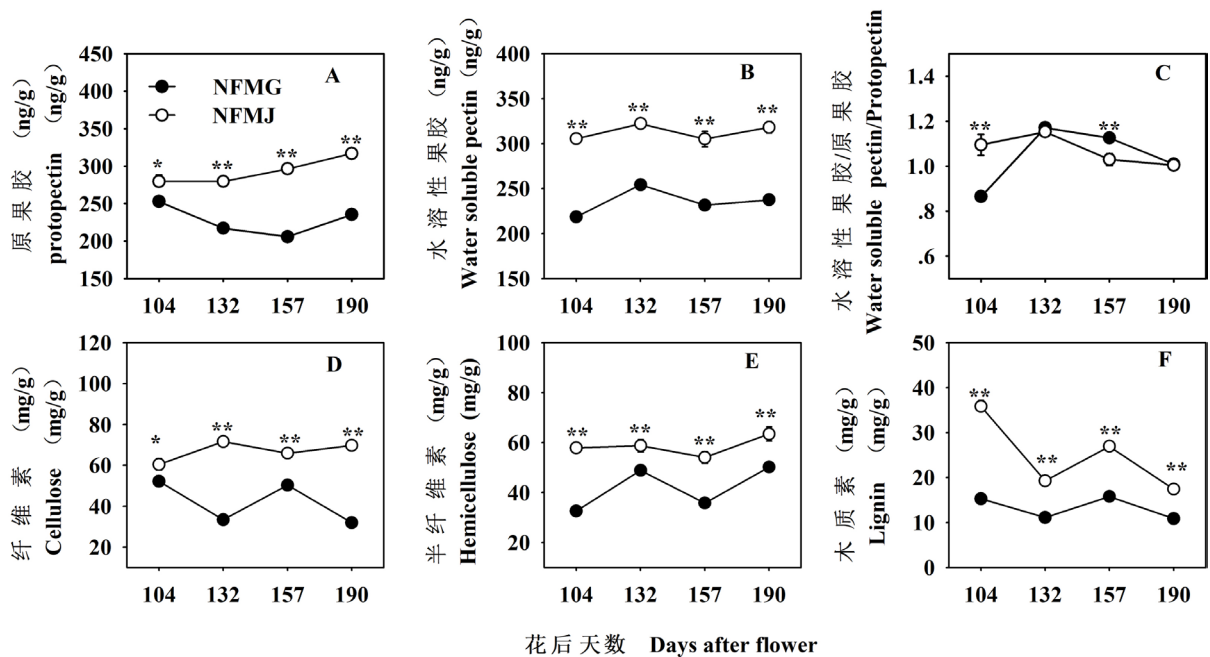 原果胶 (ng/g)
protopectin (ng/g)
450
400
350
300
250
200
150
A
NFMG
NFMJ
*
**
**
**
104 132 157 190
水溶性果胶 (ng/g)
Water soluble pectin (ng/g)
400
350
300
250
200
150
B
**
**
**
**
104 132 157 190
水溶性果胶/原果胶
Water soluble pectin/Protopectin
1.4
1.2
1.0
.8
.6
C
**
**
104 132 157 190
纤维素 (mg/g)
Cellulose (mg/g)
120
100
80
60
40
20
D
*
**
**
**
104 132 157 190
半纤维素 (mg/g)
Hemicellulose (mg/g)
100
80
60
40
20
E
**
**
**
**
104 132 157 190
木质素 (mg/g)
Lignin (mg/g)
50
40
30
20
10
0
F
**
**
**
**
104 132 157 190
花后天数 Days after flower